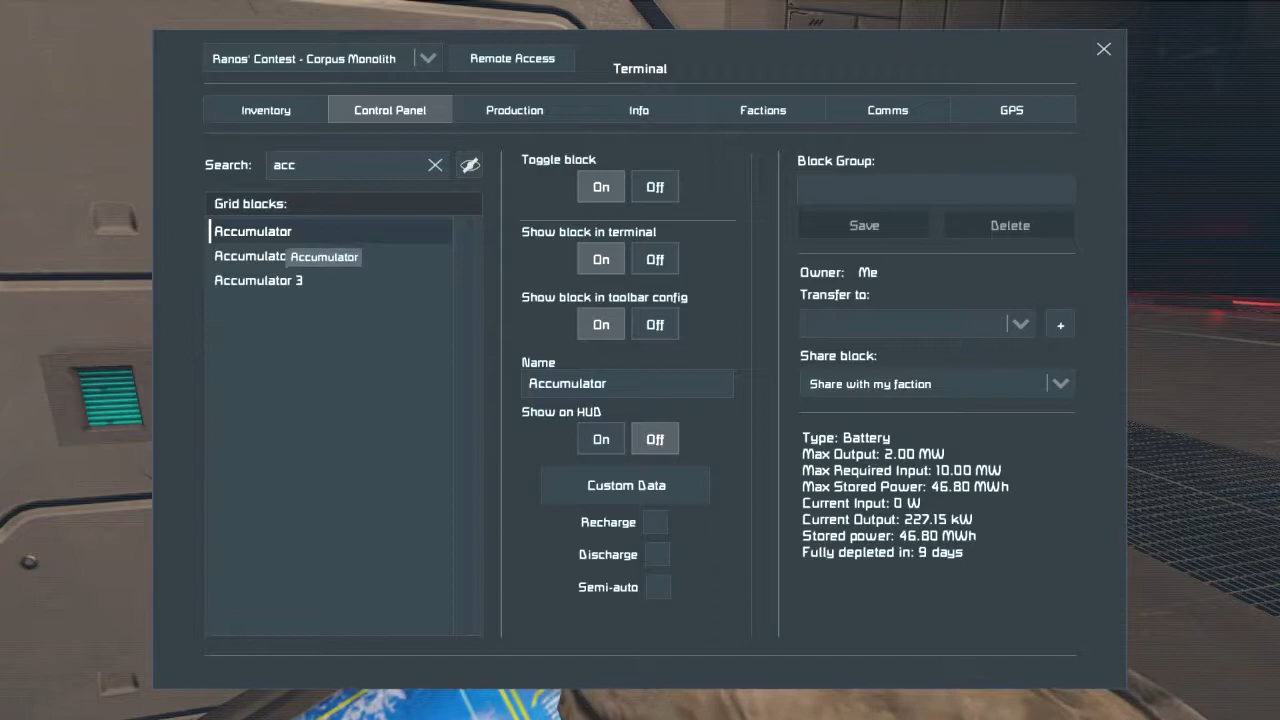 Ranos' Contest - Corpus Monolith
Remote Access
Terminal
Inventory
Control Panel
Production
Info
Factions
Comms
GPS
Search:
acc
Grid blocks:
Accumulator
Accumulato
Accumulator
Accumulator 3
Toggle block
On
Off
Show block in terminal
On
Off
Show block in toolbar config
On
Off
Name
Accumulator
Show on HUD
On
Off
Custom Data
Recharge
Discharge
Semi-auto
Block Group:
Save
Delete
Owner: Me
Transfer to:
+
Share block:
Share with my faction
Type: Battery
Max Output: 2.00 MW
Max Required Input: 10.00 MW
Max Stored Power: 46.80 MWh
Current Input: 0 W
Current Output: 227.15 kW
Stored power: 46.80 MWh
Fully depleted in: 9 days